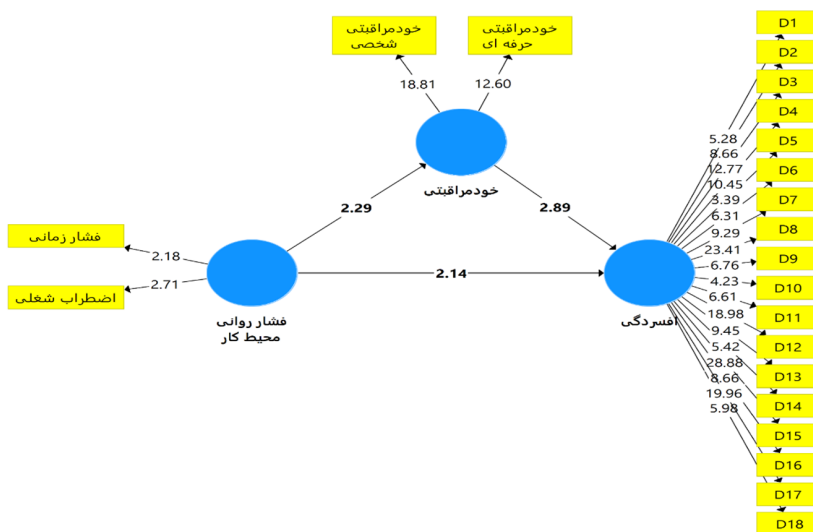 خودمراقبتی
شخصی
خودمراقبتی
حرفه ای
18.81
12.60
خودمراقبتی
2.29
2.89
فشار زمانی
2.18
اضطراب شغلی
2.71
2.14
فشار روانی
محیط کار
افسردگی
5.28
8.66
12.77
10.45
3.39
6.31
9.29
23.41
6.76
4.23
6.61
18.98
9.45
5.42
28.88
8.66
19.96
5.98
D1
D2
D3
D4
D5
D6
D7
D8
D9
D10
D11
D12
D13
D14
D15
D16
D17
D18